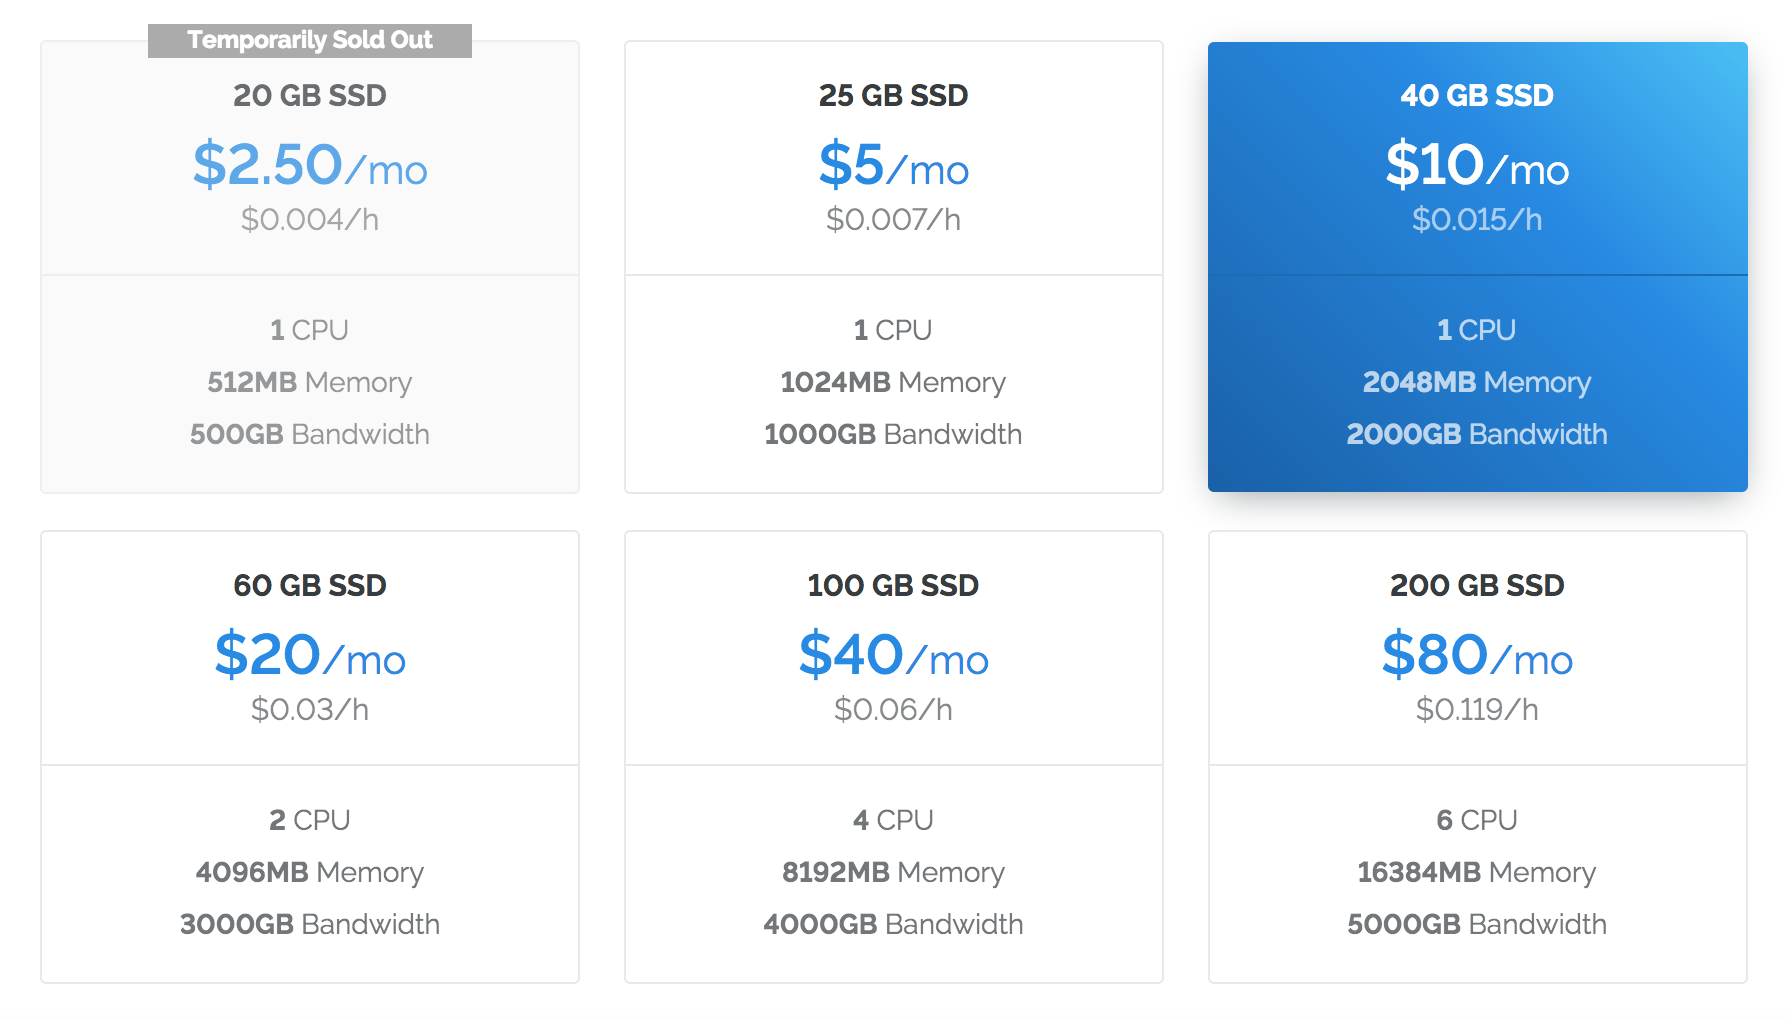 Temporarily Sold Out
20 GB SSD
$2.50/mo
$0.004/h
1 CPU
512MB Memory
500GB Bandwidth
25 GB SSD
$5/mo
$0.007/h
1 CPU
1024MB Memory
1000GB Bandwidth
40 GB SSD
$10/mo
$0.015/h
1 CPU
2048MB Memory
2000GB Bandwidth
60 GB SSD
$20/mo
$0.03/h
2 CPU
4096MB Memory
3000GB Bandwidth
100 GB SSD
$40/mo
$0.06/h
4 CPU
8192MB Memory
4000GB Bandwidth
200 GB SSD
$80/mo
$0.119/h
6 CPU
16384MB Memory
5000GB Bandwidth